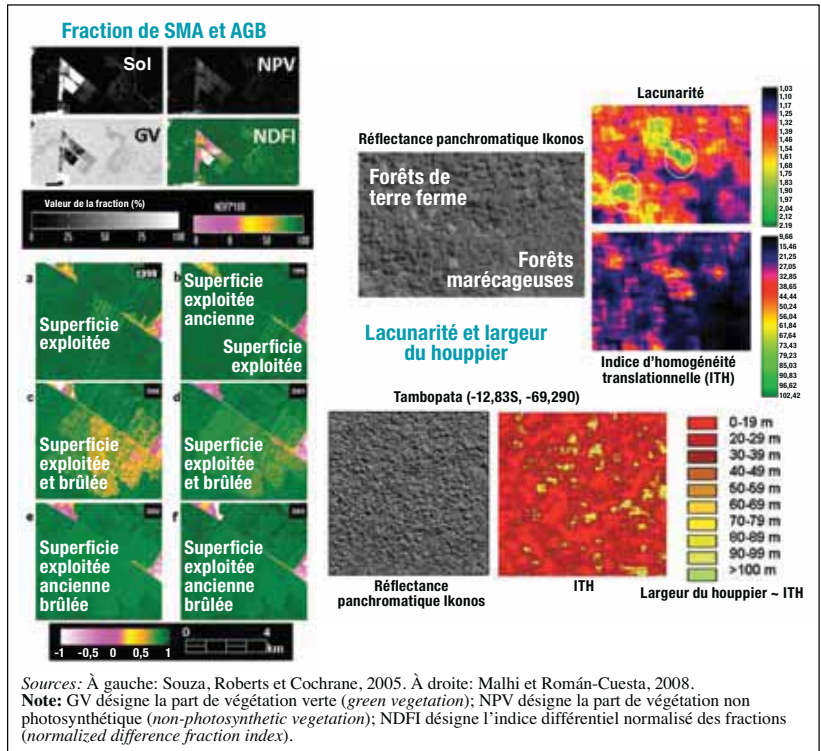 Fraction de SMA et AGB
Sol
NPV
GV
NDFI
Valeur de la fraction (%)
NDFI*100
0 25 50 75 100
0 50 100
a
1998
Superficie
exploitée
b
Superficie
exploitée
ancienne
Superficie
exploitée
c
Superficie
exploitée
et brûlée
d
Superficie
exploitée
et brûlée
e
Superficie
exploitée
ancienne
brûlée
f
Superficie
exploitée
ancienne
brûlée
-1 -0,5 0 0,5 1
0 4
km
Réflectance panchromatique Ikonos
Forêts de
terre ferme
Forêts
marécageuses
Lacunarité
1,03
1,10
1,17
1,25
1,32
1,39
1,46
1,54
1,61
1,68
1,75
1,83
1,90
1,97
2,04
2,12
2.19
9,66
15,46
21,25
27,05
32,85
38,65
44,44
50,24
56,04
61,84
67,64
73,43
79,23
85,03
90,83
96,62
102,42
Indice d'homogénéité
translationnelle (ITH)
Lacunarité et largeur
du houppier
Tambopata (-12,83S, -69,29O)
Réflectance
panchromatique Ikonos
ITH
0-19 m
20-29 m
30-39 m
40-49 m
50-59 m
60-69 m
70-79 m
80-89 m
90-99 m
>100 m
Largeur du houppier ~ ITH
Sources: À gauche: Souza, Roberts et Cochrane, 2005. À droite: Malhi et Román-Cuesta, 2008.
Note: GV désigne la part de végétation verte (green vegetation); NPV désigne la part de végétation non
photosynthétique (non-photosynthetic vegetation); NDFI désigne l'indice différentiel normalisé des fractions
(normalized difference fraction index).